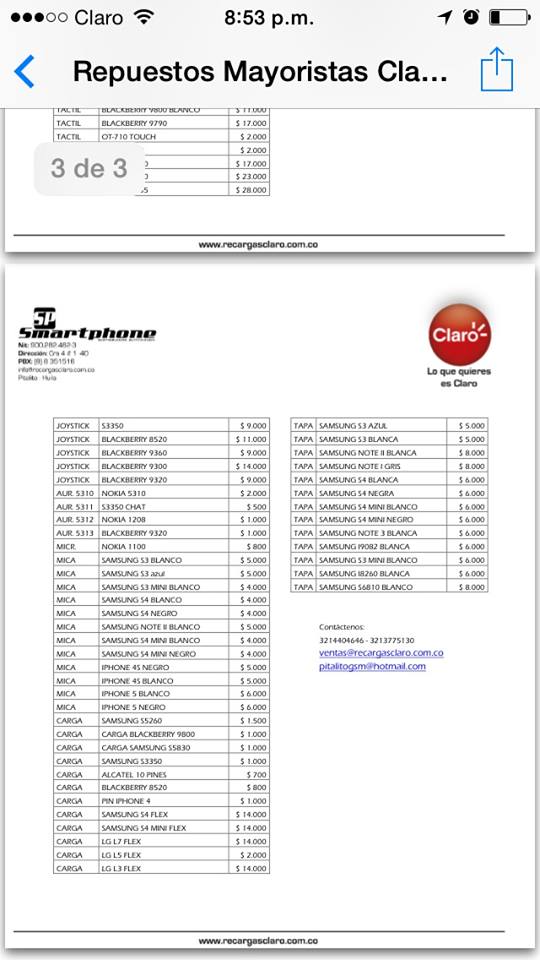 Claro 8:53 p.m.
Repuestos Mayoristas Cla...
TACTIL BLACKBERRY 9800 BLANCO $ 11.000
TACTIL BLACKBERRY 9790 $ 17.000
TACTIL OT-710 TOUCH $ 2.000
$ 2.000
0 $ 17.000
0 $ 23.000
$ 28.000
3 de 3
www.recargasclaro.com.co
SP
Smartphone
Nit: 900.282.482-3
Dirección: Cra 4 # 1 40
PBX: (8) 8 351516
info@recargasclaro.com.co
Pitalito - Huila
Claro
Lo que quieres
es Claro
JOYSTICK S3350 $ 9.000
JOYSTICK BLACKBERRY 8520 $ 11.000
JOYSTICK BLACKBERRY 9360 $ 9.000
JOYSTICK BLACKBERRY 9300 $ 14.000
JOYSTICK BLACKBERRY 9320 $ 9.000
AUR. 5310 NOKIA 5310 $ 2.000
AUR. 5311 S3350 CHAT $ 500
AUR. 5312 NOKIA 1208 $ 1.000
AUR. 5313 BLACKBERRY 9320 $ 1.000
MICR. NOKIA 1100 $ 800
MICA SAMSUNG S3 BLANCO $ 5.000
MICA SAMSUNG S3 azul $ 5.000
MICA SAMSUNG S3 MINI BLANCO $ 4.000
MICA SAMSUNG S4 BLANCO $ 4.000
MICA SAMSUNG S4 NEGRO $ 4.000
MICA SAMSUNG NOTE II BLANCO $ 5.000
MICA SAMSUNG S4 MINI BLANCO $ 4.000
MICA SAMSUNG S4 MINI NEGRO $ 4.000
MICA IPHONE 4S NEGRO $ 5.000
MICA IPHONE 4S BLANCO $ 5.000
MICA IPHONE 5 BLANCO $ 6.000
MICA IPHONE 5 NEGRO $ 6.000
CARGA SAMSUNG S5260 $ 1.500
CARGA CARGA BLACKBERRY 9800 $ 1.000
CARGA CARGA SAMSUNG S5830 $ 1.000
CARGA SAMSUNG S3350 $ 1.000
CARGA ALCATEL 10 PINES $ 700
CARGA BLACKBERRY 8520 $ 800
CARGA PIN IPHONE 4 $ 1.000
CARGA SAMSUNG S4 FLEX $ 14.000
CARGA SAMSUNG S4 MINI FLEX $ 14.000
CARGA LG L7 FLEX $ 14.000
CARGA LG L5 FLEX $ 2.000
CARGA LG L3 FLEX $ 14.000
TAPA SAMSUNG S3 AZUL $ 5.000
TAPA SAMSUNG S3 BLANCA $ 5.000
TAPA SAMSUNG NOTE II BLANCA $ 8.000
TAPA SAMSUNG NOTE I GRIS $ 8.000
TAPA SAMSUNG S4 BLANCA $ 6.000
TAPA SAMSUNG S4 NEGRA $ 6.000
TAPA SAMSUNG S4 MINI BLANCO $ 6.000
TAPA SAMSUNG S4 MINI NEGRO $ 6.000
TAPA SAMSUNG NOTE 3 BLANCA $ 6.000
TAPA SAMSUNG I9082 BLANCA $ 6.000
TAPA SAMSUNG S3 MINI BLANCO $ 6.000
TAPA SAMSUNG I8260 BLANCA $ 6.000
TAPA SAMSUNG S6810 BLANCO $ 8.000
Contáctenos:
3214404646 - 3213775130
ventas@recargasclaro.com.co
pitalitogsm@hotmail.com
www.recargasclaro.com.co